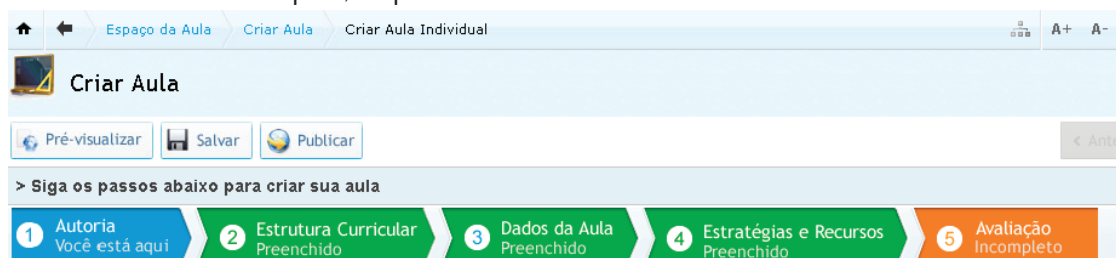 Espaço da Aula Criar Aula Criar Aula Individual A+ A-
Criar Aula
Pré-visualizar Salvar Publicar < Ante
> Siga os passos abaixo para criar sua aula
1 Autoria 2 Estrutura Curricular 3 Dados da Aula 4 Estratégias e Recursos 5 Avaliação
Você está aqui Preenchido Preenchido Preenchido Incompleto